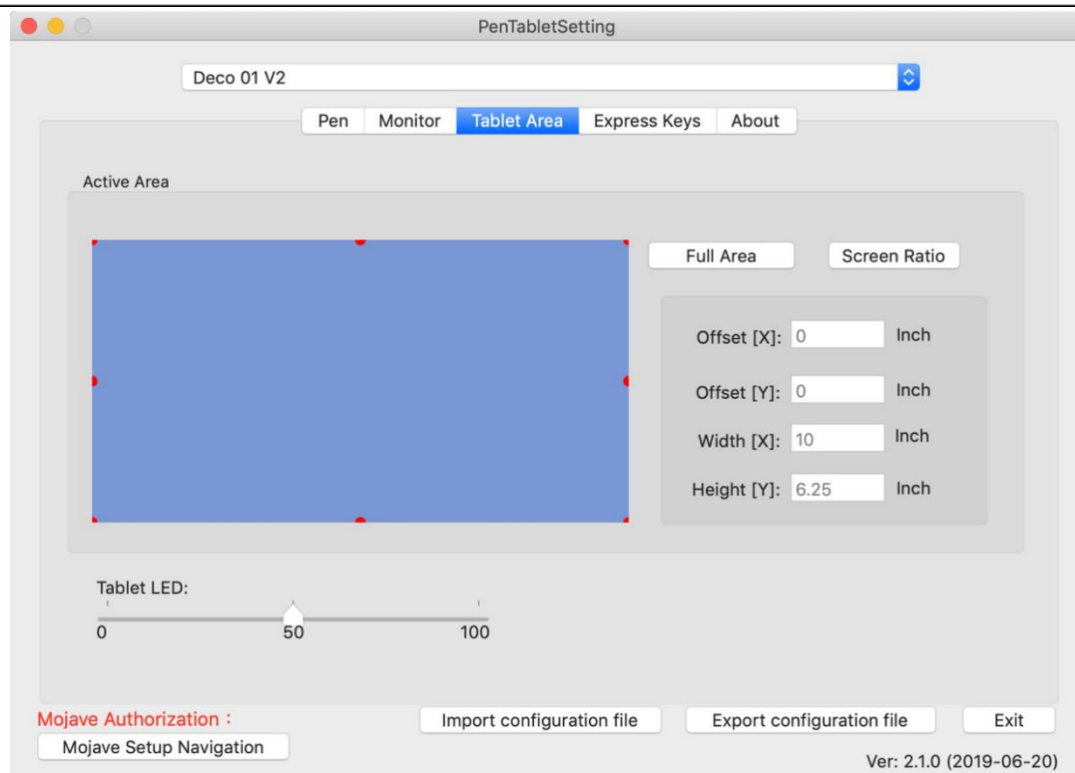 PenTabletSetting
Deco 01 V2
Pen Monitor Tablet Area Express Keys About
Active Area
Full Area Screen Ratio
Offset [X]: 0 Inch
Offset [Y]: 0 Inch
Width [X]: 10 Inch
Height [Y]: 6.25 Inch
Tablet LED:
0 50 100
Mojave Authorization：
Import configuration file Export configuration file Exit
Mojave Setup Navigation
Ver: 2.1.0 (2019-06-20)